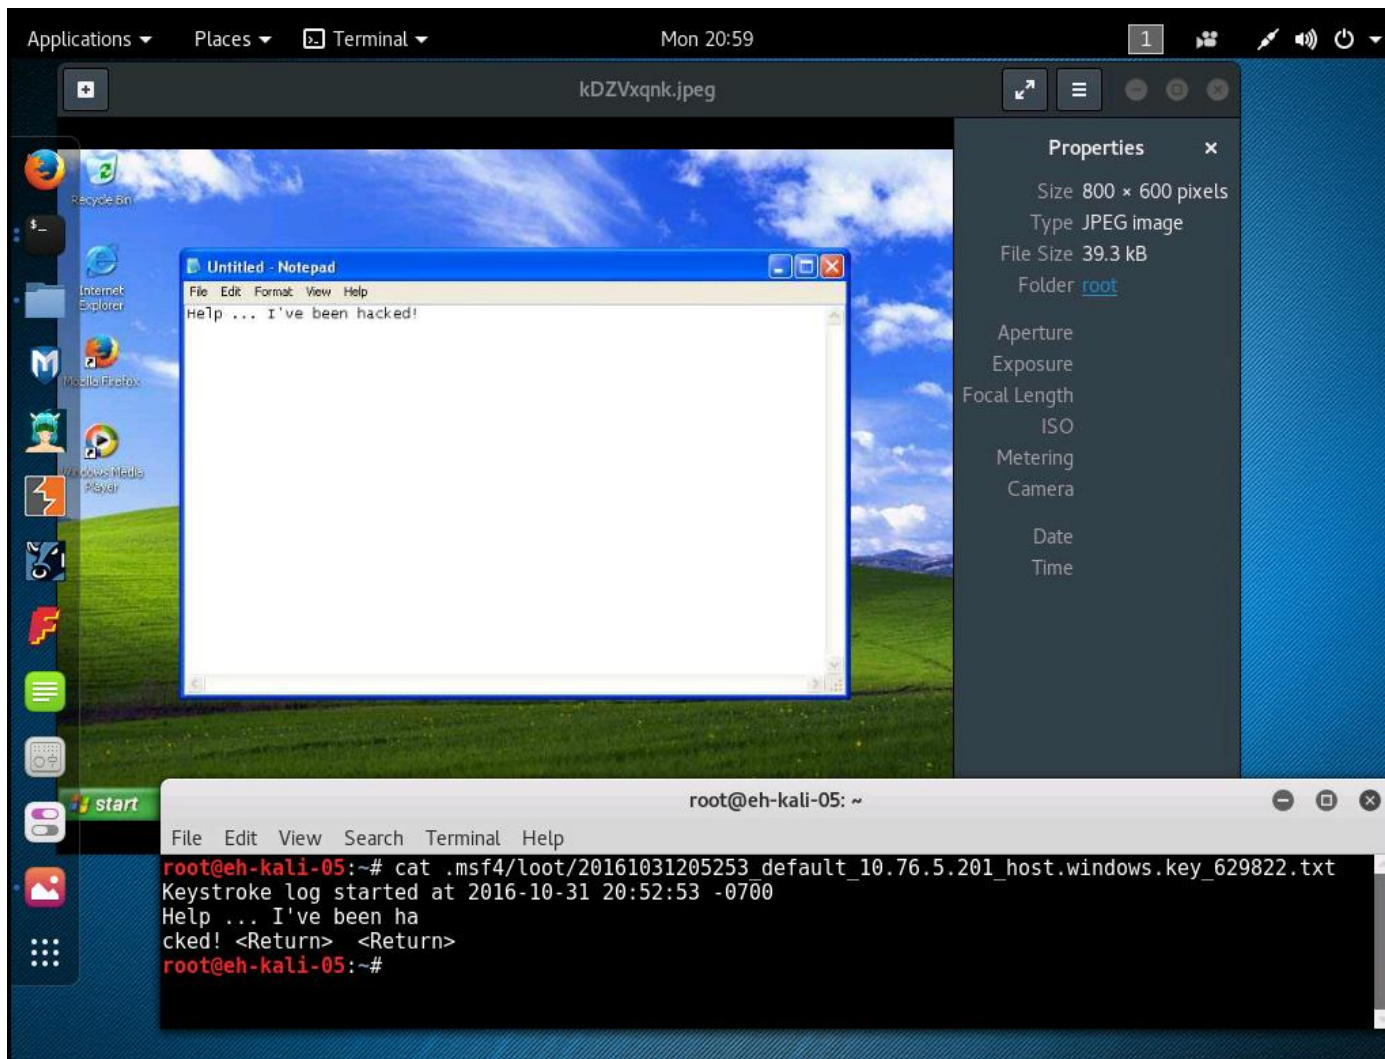 Applications Places Terminal Mon 20:59 1
kDZVxqnk.jpeg
Recycle Bin
Internet
Explorer
Mozilla Firefox
Windows Media
Player
Untitled - Notepad
File Edit Format View Help
Help ... I've been hacked!
start
Properties
Size 800 × 600 pixels
Type JPEG image
File Size 39.3 kB
Folder root
Aperture
Exposure
Focal Length
ISO
Metering
Camera
Date
Time
root@eh-kali-05: ~
File Edit View Search Terminal Help
root@eh-kali-05:~# cat .msf4/loot/20161031205253_default_10.76.5.201_host.windows.key_629822.txt
Keystroke log started at 2016-10-31 20:52:53 -0700
Help ... I've been ha
cked! <Return>  <Return>
root@eh-kali-05:~#